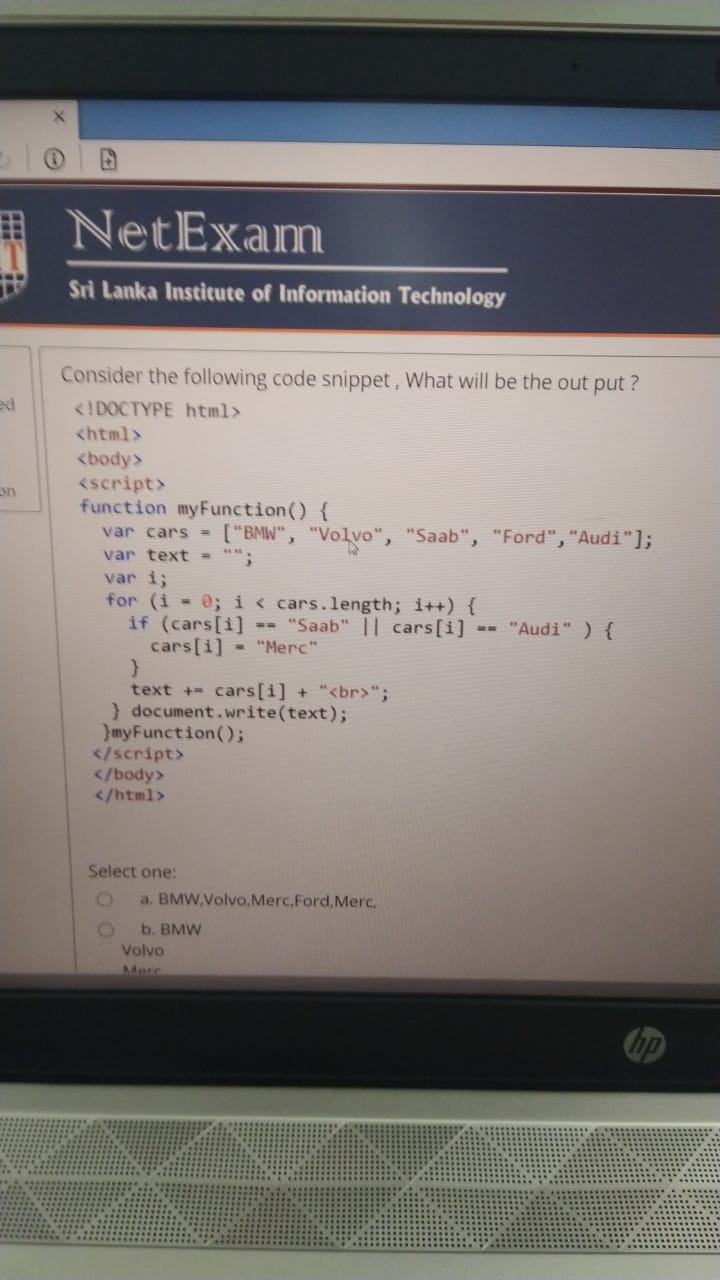 NetExam
Sri Lanka Institute of Information Technology
Consider the following code snippet , What will be the out put ?
<!DOCTYPE html>
<html>
<body>
<script>
function myFunction() {
var cars = ["BMW", "Volvo", "Saab", "Ford","Audi"];
var text = "";
var i;
for (i = 0; i < cars.length; i++) {
if (cars[i] == "Saab" || cars[i] == "Audi" ) {
cars[i] = "Merc"
}
text += cars[i] + "<br>";
} document.write(text);
}myFunction();
</script>
</body>
</html>
Select one:
a. BMW,Volvo,Merc,Ford,Merc,
b. BMW
Volvo
Merc
hp